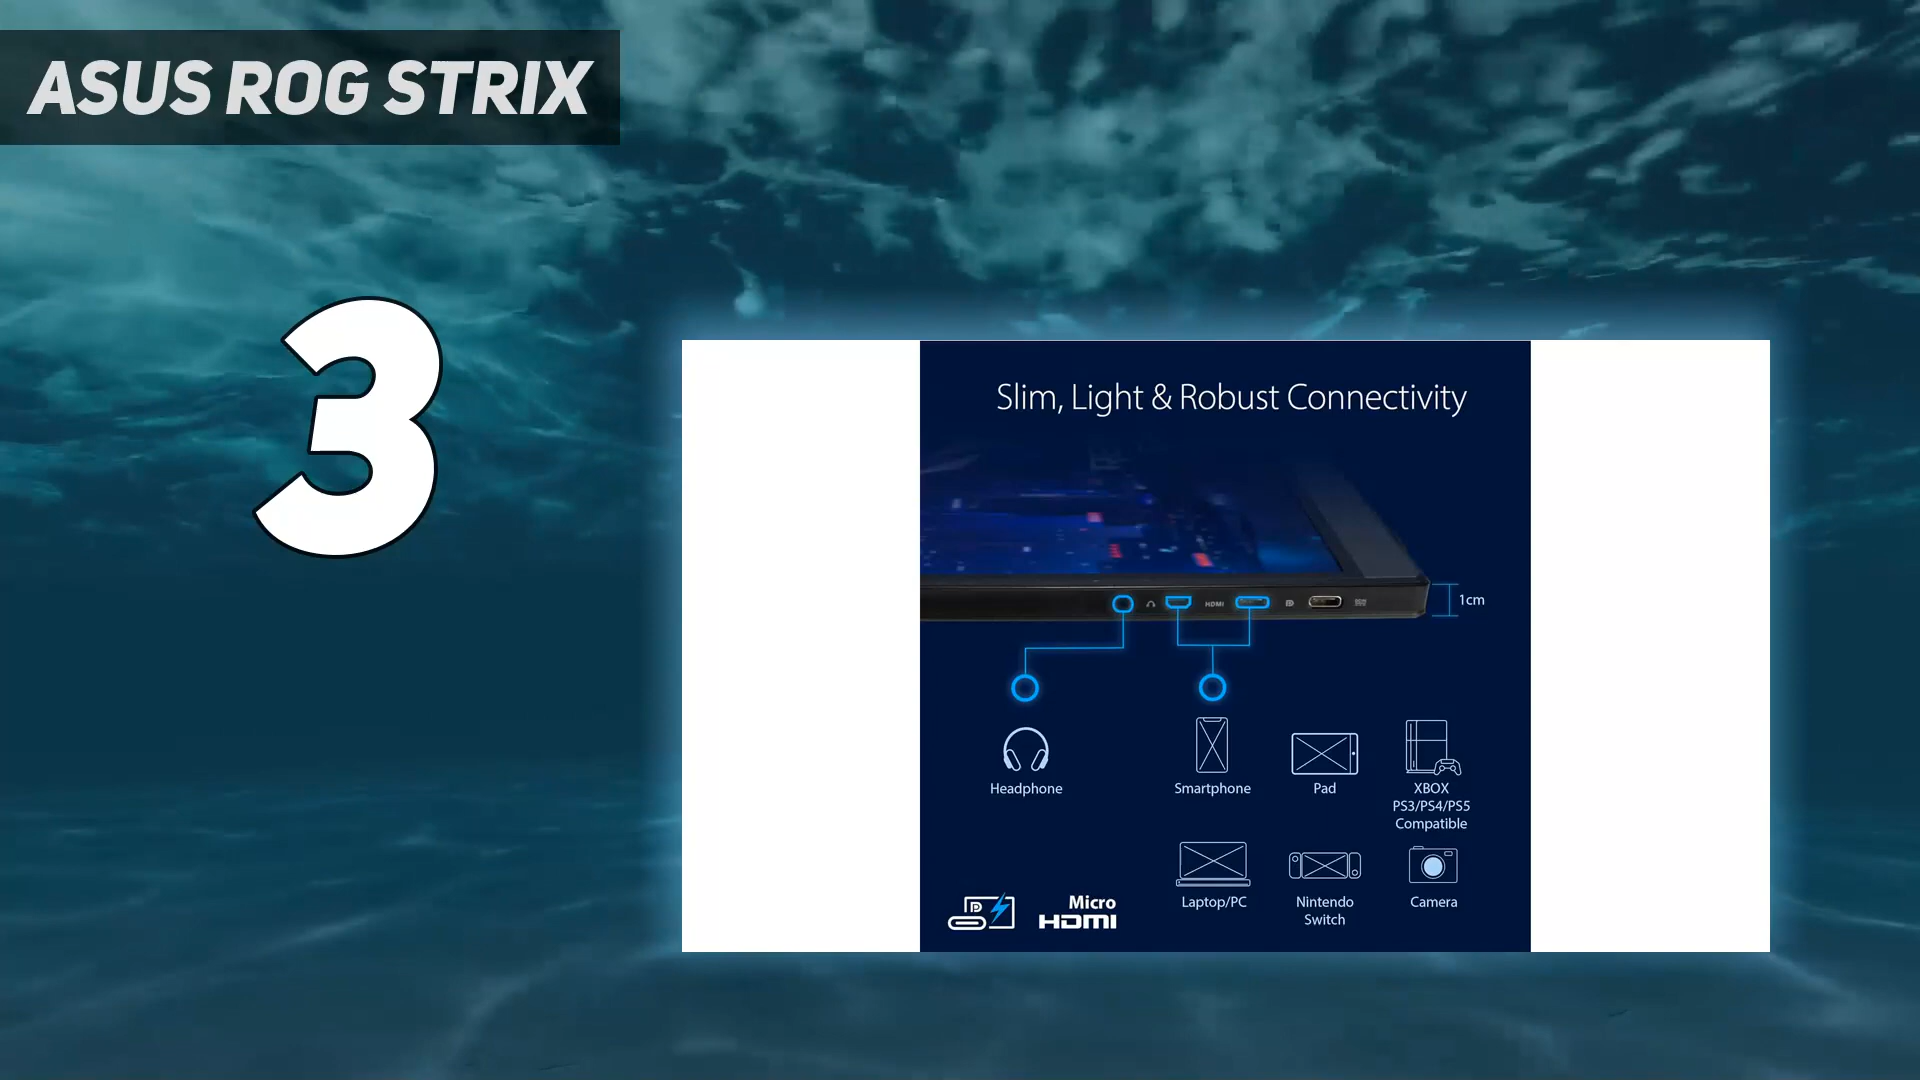 ASUS ROG STRIX
3
Slim, Light & Robust Connectivity
HDMI
1cm
Headphone
Smartphone
Pad
XBOX
PS3/PS4/PS5
Compatible
Laptop/PC
Nintendo
Switch
Camera
Micro
HDMI